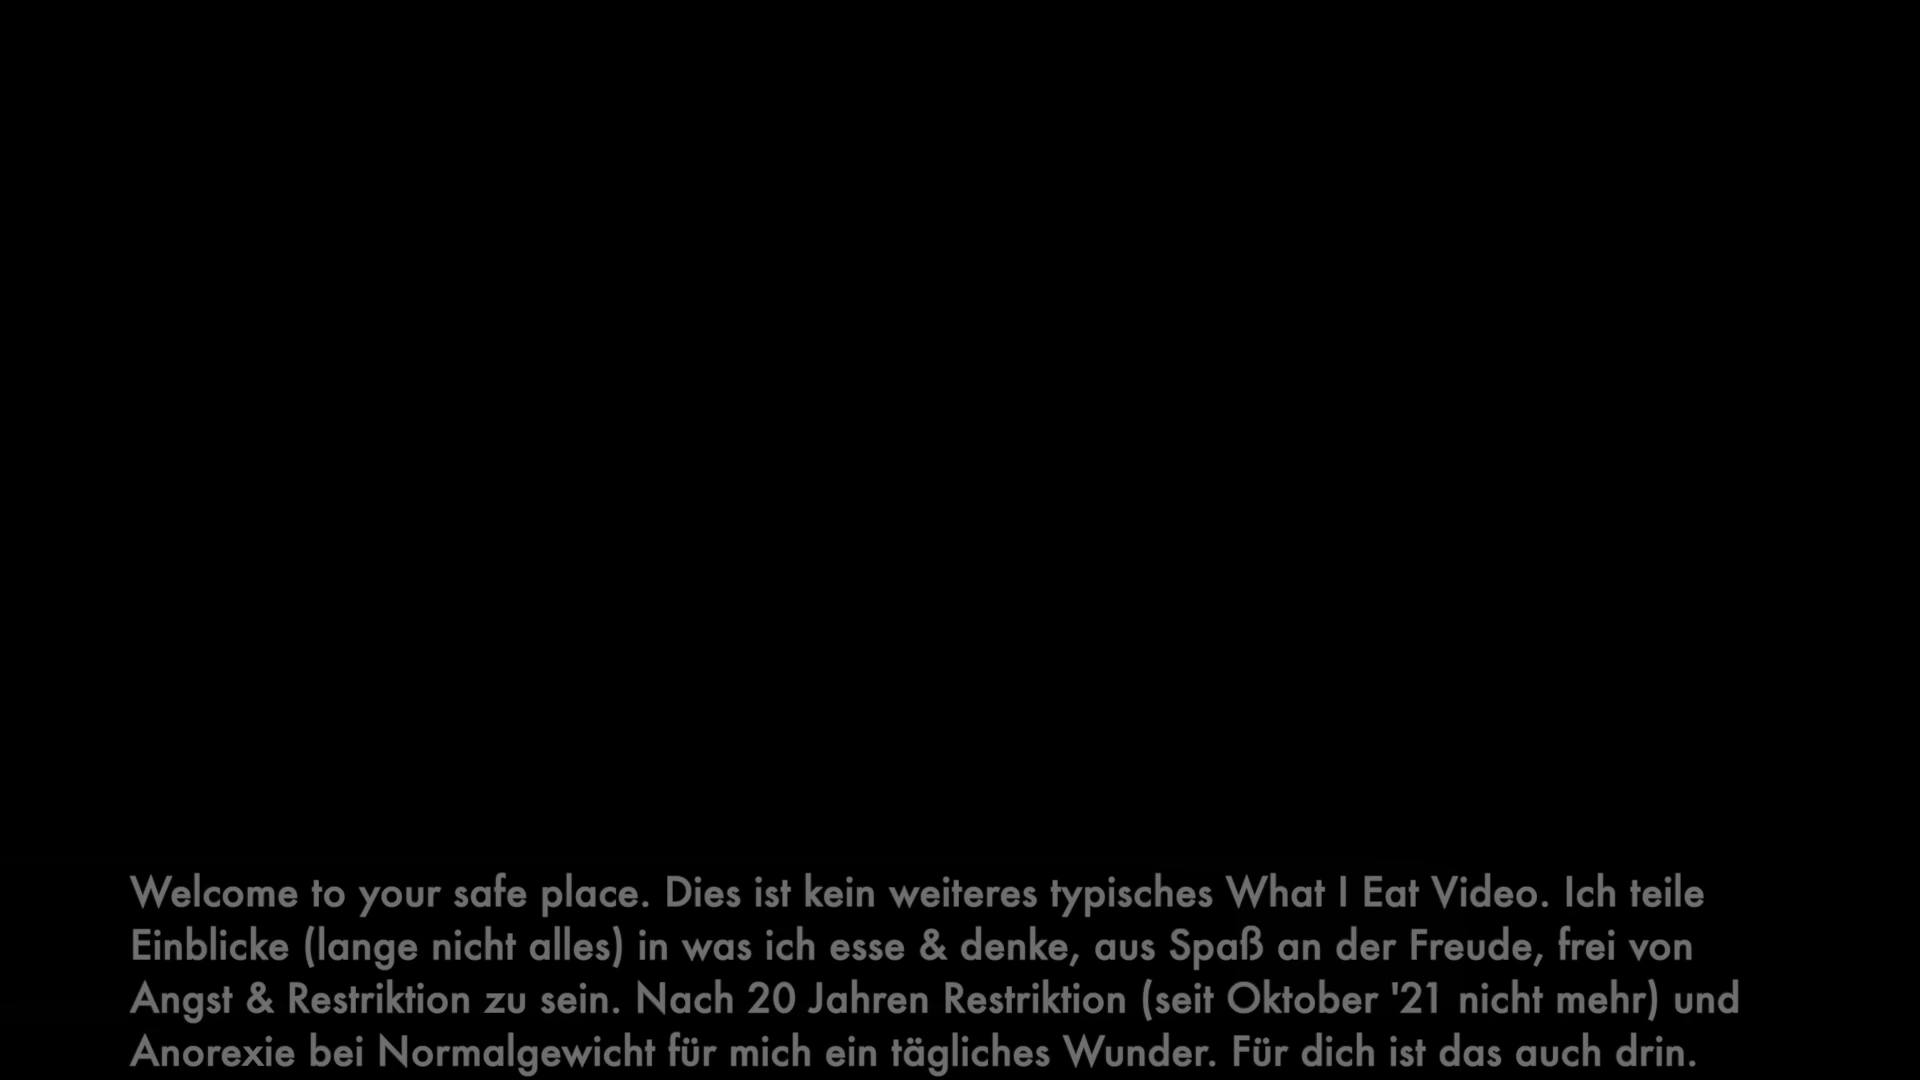 Welcome to your safe place. Dies ist kein weiteres typisches What I Eat Video. Ich teile
Einblicke (lange nicht alles) in was ich esse & denke, aus Spaß an der Freude, frei von
Angst & Restriktion zu sein. Nach 20 Jahren Restriktion (seit Oktober '21 nicht mehr) und
Anorexie bei Normalgewicht für mich ein tägliches Wunder. Für dich ist das auch drin.